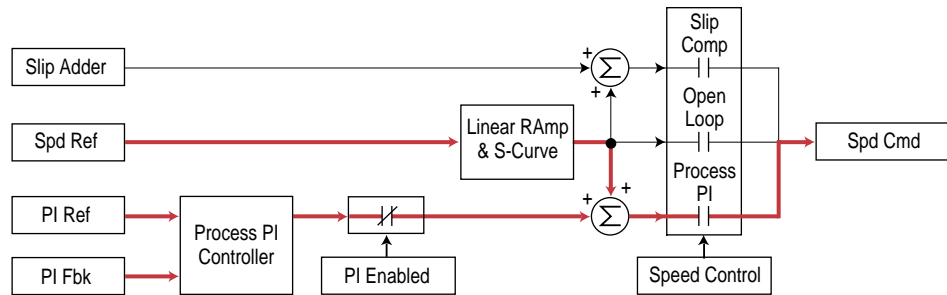 Slip Adder
+
+
Σ
Slip
Comp
Spd Ref
Linear RAmp
& S-Curve
Open
Loop
Spd Cmd
PI Ref
PI Fbk
Process PI
Controller
PI Enabled
+
+
Σ
Process
PI
Speed Control